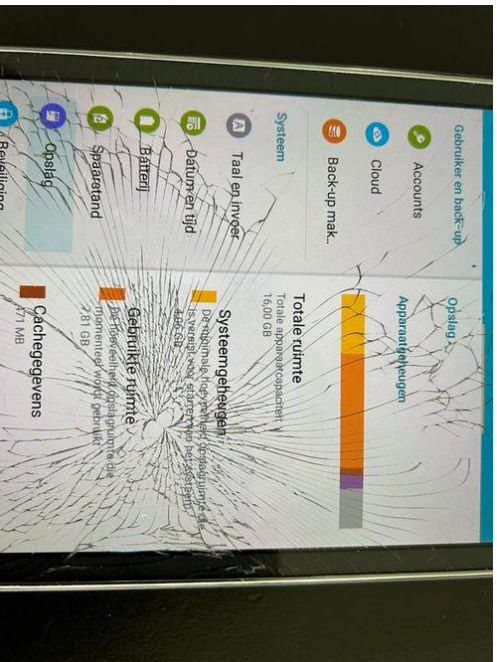 Gebruiker en back-up
Accounts
Cloud
Back-up mak..
Systeem
Taal en invoer
Datum en tijd
Batterij
Spaarstand
Opslag
Beveiliging
Opslag
Apparaatgeheugen
Totale ruimte
Totale apparaatcapaciteit
16,00 GB
Systeemgeheugen
De minimale hoeveelheid opslagruimte die
is vereist voor starten van het systeem.
4,66 GB
Gebruikte ruimte
De hoeveelheid opslagruimte die
momenteel wordt gebruikt.
7,81 GB
Cachegegevens
471 MB